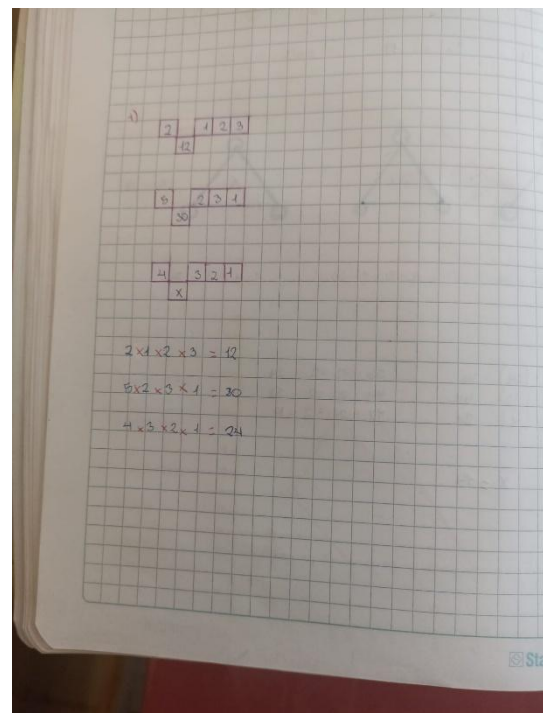 1)
2 1 2 3
12
5 2 3 1
30
4 3 2 1
x
2 x 1 x 2 x 3 = 12
5 x 2 x 3 x 1 = 30
4 x 3 x 2 x 1 = 24